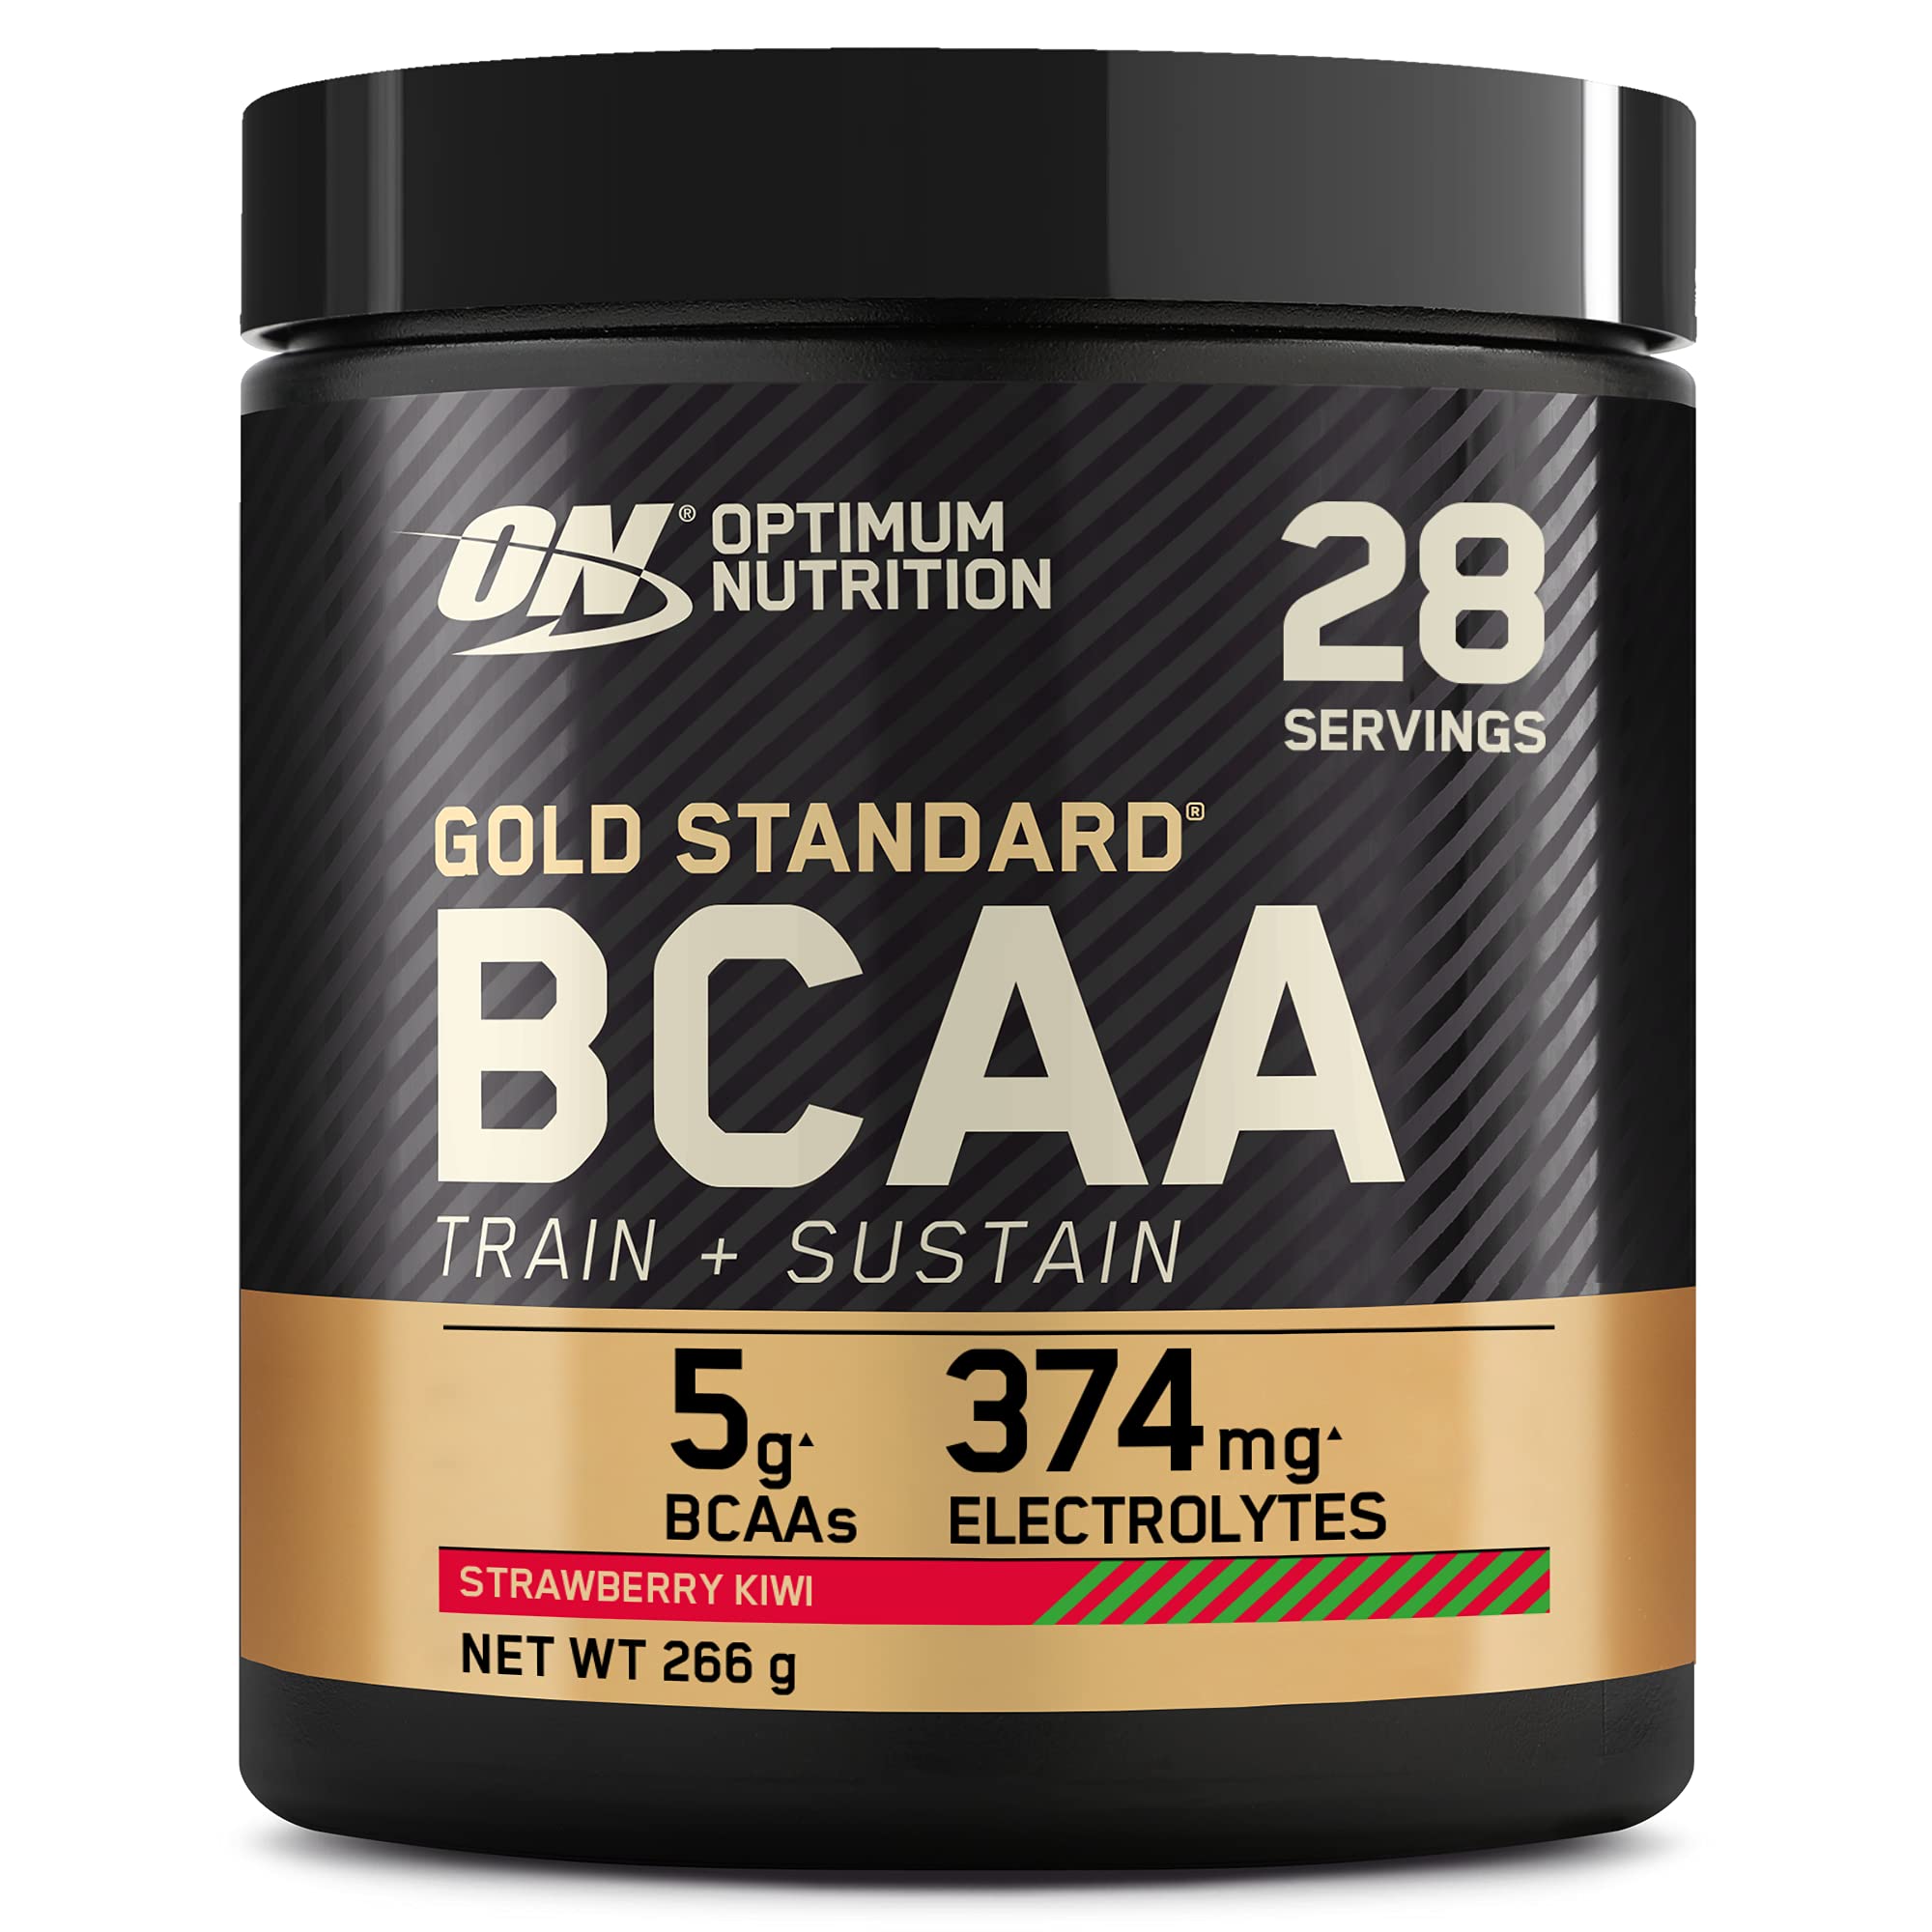 ON® OPTIMUM
NUTRITION
28
SERVINGS
GOLD STANDARD®
BCAA
TRAIN + SUSTAIN
5g▲ 374mg▲
BCAAs ELECTROLYTES
STRAWBERRY KIWI
NET WT 266 g